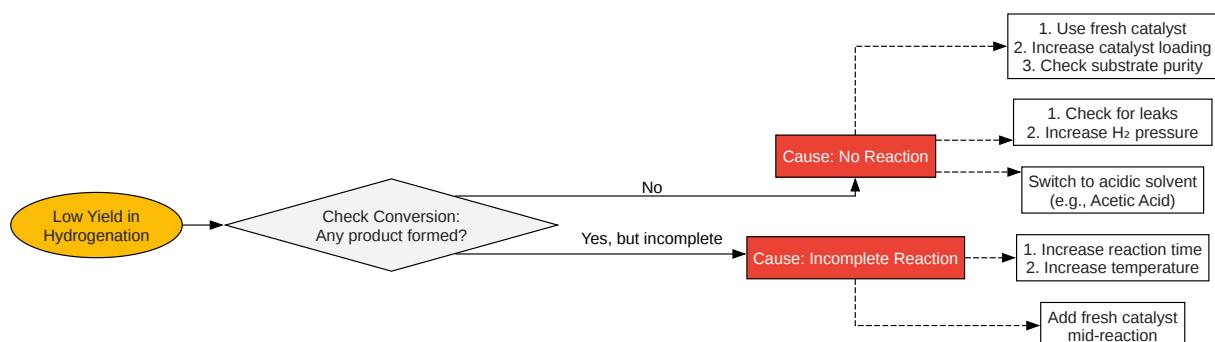 Low Yield in
Hydrogenation
Check Conversion:
Any product formed?
No
Yes, but incomplete
Cause: No Reaction
Cause: Incomplete Reaction
1. Use fresh catalyst
2. Increase catalyst loading
3. Check substrate purity
1. Check for leaks
2. Increase H₂ pressure
Switch to acidic solvent
(e.g., Acetic Acid)
1. Increase reaction time
2. Increase temperature
Add fresh catalyst
mid-reaction